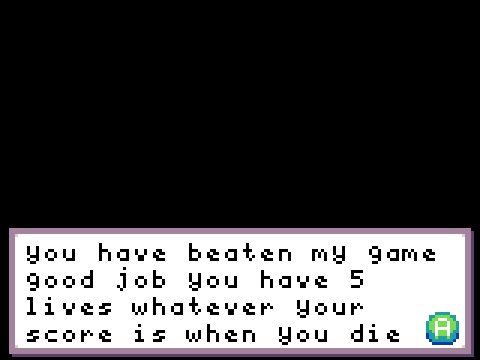 you have beaten my game
good job you have 5
lives whatever your
score is when you die
A